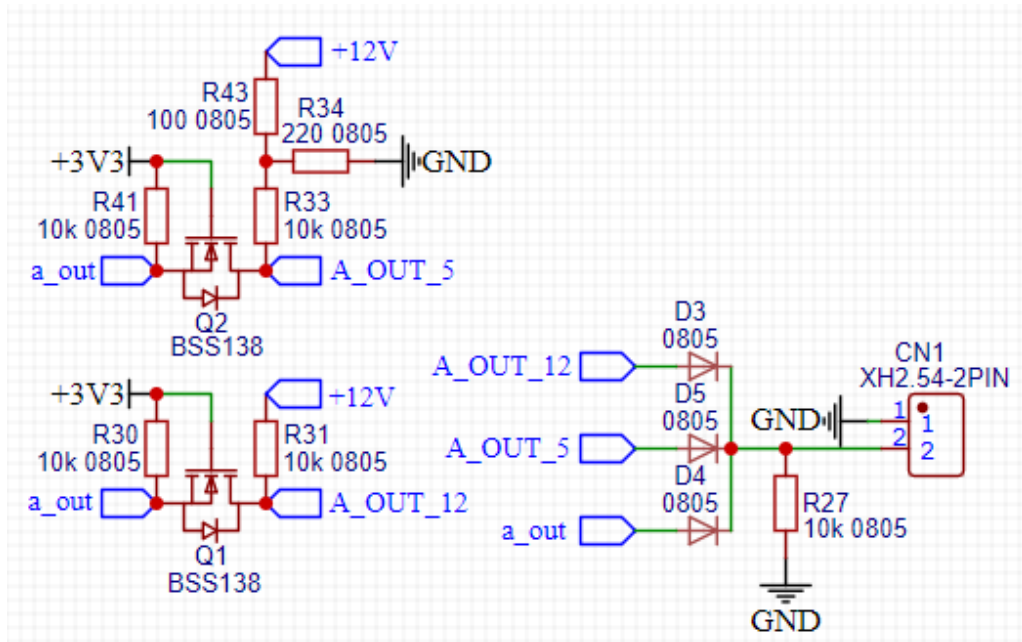 +12V
R43
100 0805
R34
220 0805
+3V3
GND
R41
10k 0805
R33
10k 0805
a_out
A_OUT_5
Q2
BSS138
+3V3
+12V
R30
10k 0805
R31
10k 0805
a_out
A_OUT_12
Q1
BSS138
D3
0805
A_OUT_12
D5
0805
A_OUT_5
D4
0805
a_out
CN1
XH2.54-2PIN
GND
1
1
2
2
R27
10k 0805
GND